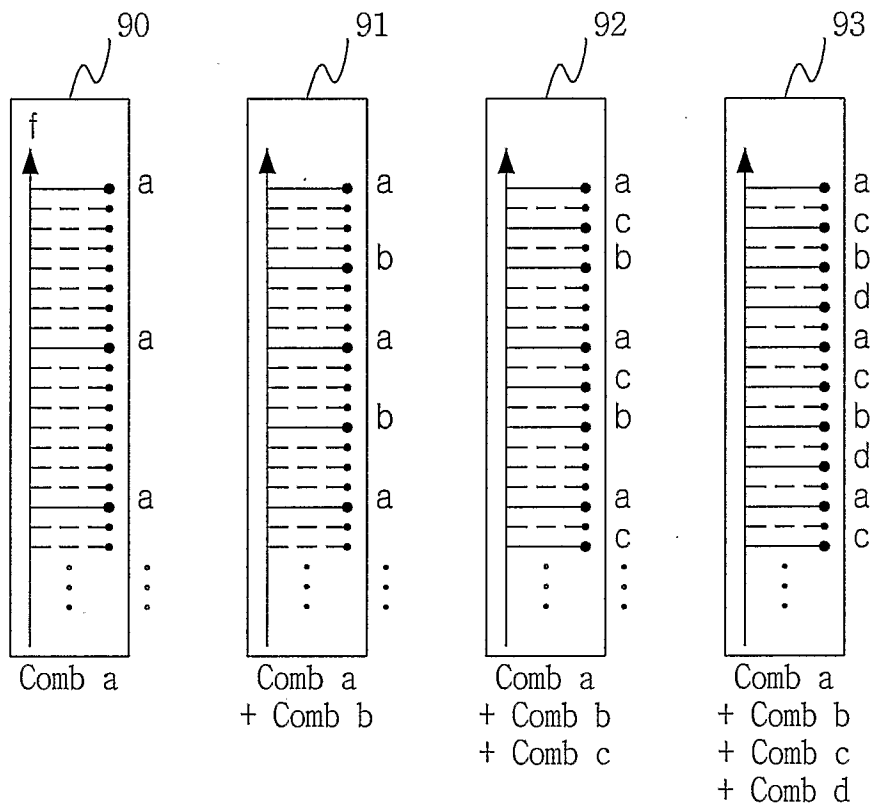 90 91 92 93
f
a a a a
c c
b b b
d
a a a a
c c
b b b
d
a a a a
c c
Comb a Comb a Comb a Comb a
+ Comb b + Comb b + Comb b
+ Comb c + Comb c
+ Comb d